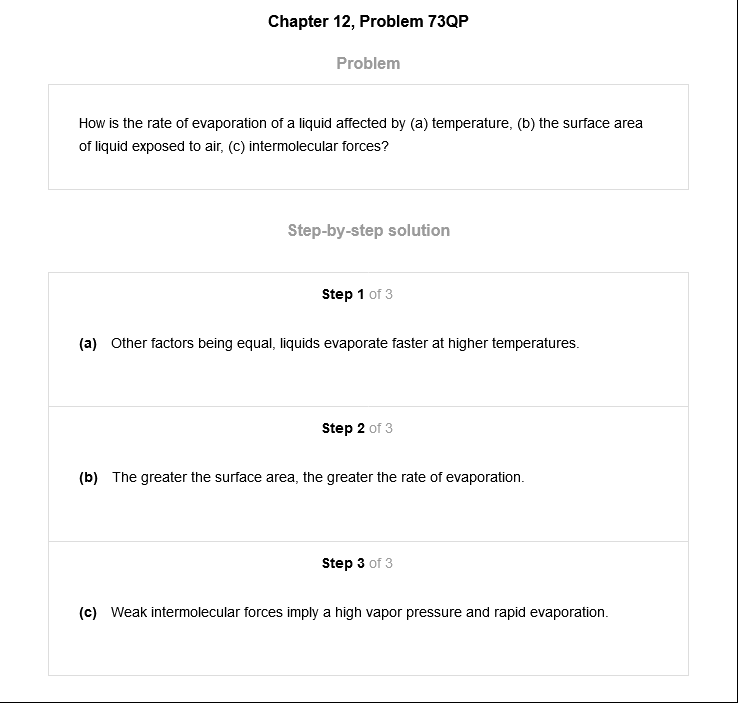 Chapter 12, Problem 73QP
Problem
How is the rate of evaporation of a liquid affected by (a) temperature, (b) the surface area
of liquid exposed to air, (c) intermolecular forces?
Step-by-step solution
Step 1 of 3
(a) Other factors being equal, liquids evaporate faster at higher temperatures.
Step 2 of 3
(b) The greater the surface area, the greater the rate of evaporation.
Step 3 of 3
(c) Weak intermolecular forces imply a high vapor pressure and rapid evaporation.